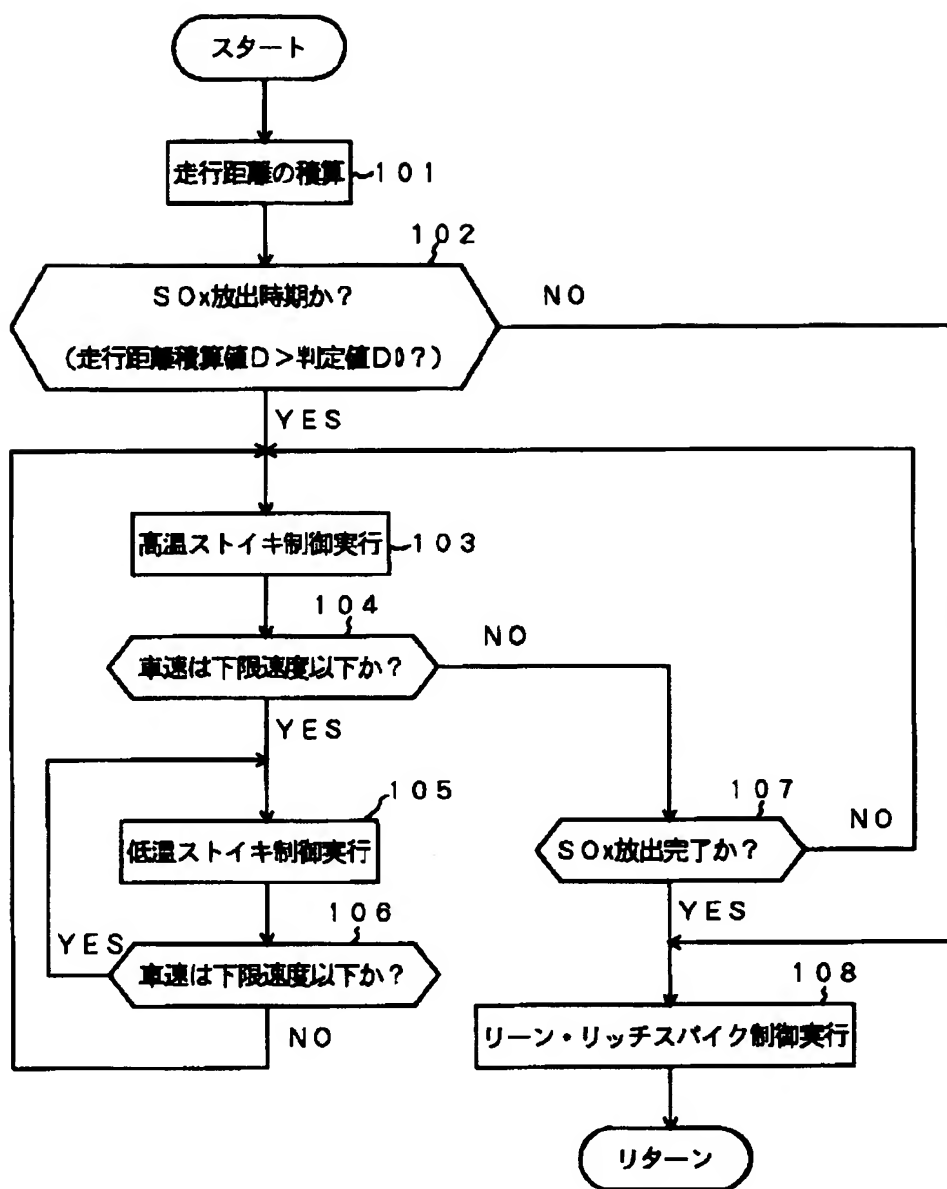 スタート
走行距離の積算
101
102
SOx放出時期か?
(走行距離積算値D>判定値D0?)
NO
YES
高温ストイキ制御実行
103
104
車速は下限速度以下か?
NO
YES
105
低温ストイキ制御実行
107
SOx放出完了か?
NO
106
YES
車速は下限速度以下か?
NO
YES
108
リーン・リッチスパイク制御実行
リターン